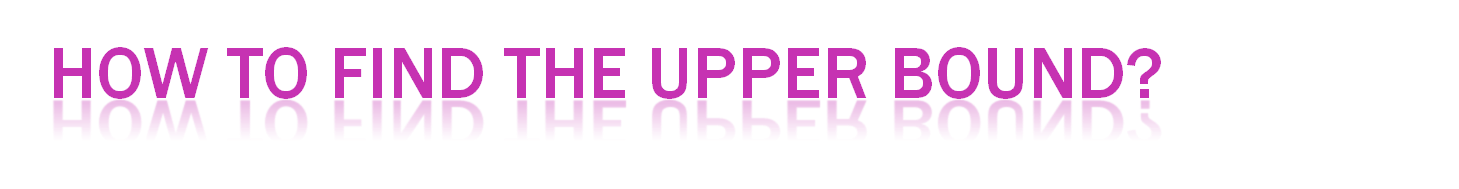 HOW TO FIND THE UPPER BOUND?